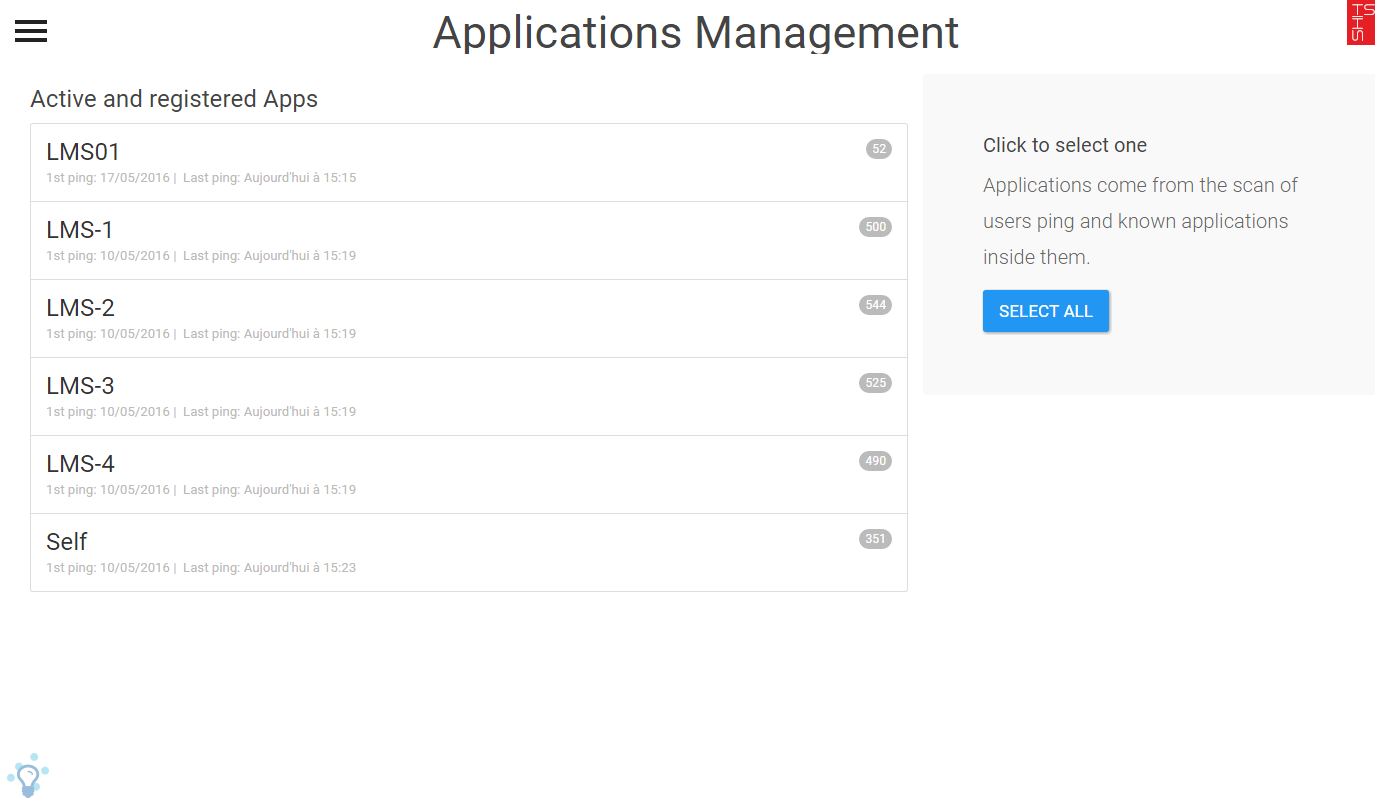 Applications Management
Active and registered Apps
LMS01
52
1st ping: 17/05/2016 | Last ping: Aujourd'hui à 15:15
LMS-1
500
1st ping: 10/05/2016 | Last ping: Aujourd'hui à 15:19
LMS-2
544
1st ping: 10/05/2016 | Last ping: Aujourd'hui à 15:19
LMS-3
525
1st ping: 10/05/2016 | Last ping: Aujourd'hui à 15:19
LMS-4
490
1st ping: 10/05/2016 | Last ping: Aujourd'hui à 15:19
Self
351
1st ping: 10/05/2016 | Last ping: Aujourd'hui à 15:23
Click to select one
Applications come from the scan of
users ping and known applications
inside them.
SELECT ALL